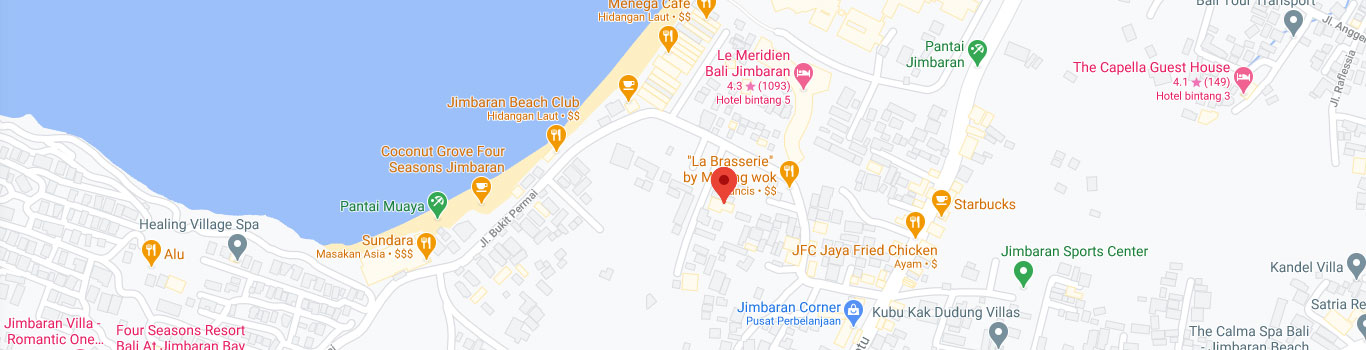 Menega Cafe
Hidangan Laut • $$
Bali Tour Transport
Jl. Angge
Le Meridien
Bali Jimbaran
4.3 ★ (1093)
Hotel bintang 5
Pantai
Jimbaran
The Capella Guest House
4.1 ★ (149)
Hotel bintang 3
Jl. Raflessia
Jimbaran Beach Club
Hidangan Laut • $$
Coconut Grove Four
Seasons Jimbaran
"La Brasserie"
by M ng wok
ancis • $$
Pantai Muaya
Starbucks
Jl. Bukit Permai
Healing Village Spa
Alu
Sundara
Masakan Asia • $$$
JFC Jaya Fried Chicken
Ayam • $
Jimbaran Sports Center
Kandel Villa
Jimbaran Corner
Pusat Perbelanjaan
Kubu Kak Dudung Villas
Satria Re
Jimbaran Villa -
Romantic One...
Four Seasons Resort
Bali At Jimbaran Bay
The Calma Spa Bali
- Jimbaran Beach